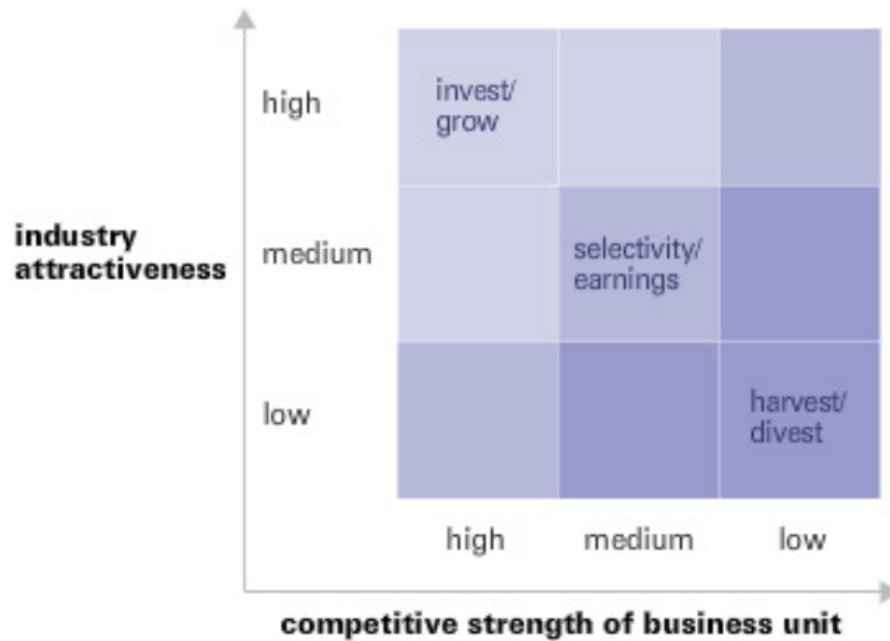 high
invest/
grow
industry
attractiveness
medium
selectivity/
earnings
low
harvest/
divest
high
medium
low
competitive strength of business unit